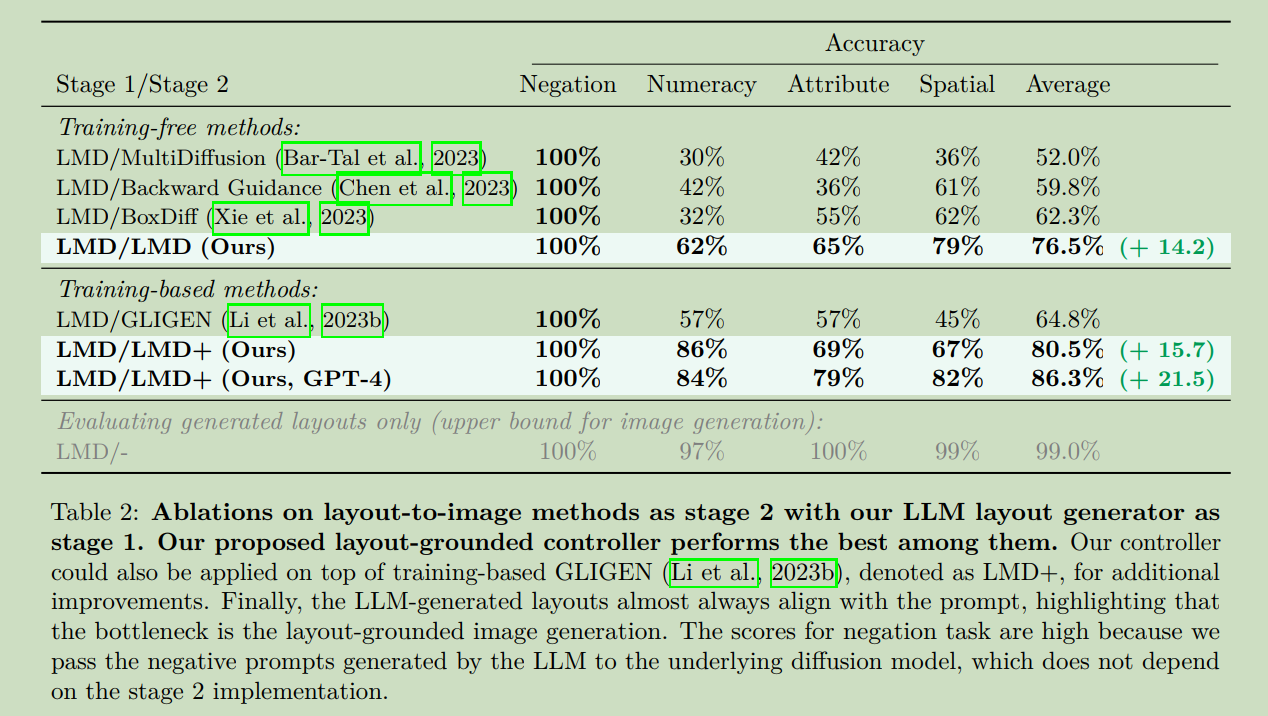 Accuracy
Stage 1/Stage 2 Negation Numeracy Attribute Spatial Average
Training-free methods:
LMD/MultiDiffusion (Bar-Tal et al., 2023) 100% 30% 42% 36% 52.0%
LMD/Backward Guidance (Chen et al., 2023) 100% 42% 36% 61% 59.8%
LMD/BoxDiff (Xie et al., 2023) 100% 32% 55% 62% 62.3%
LMD/LMD (Ours) 100% 62% 65% 79% 76.5% (+ 14.2)
Training-based methods:
LMD/GLIGEN (Li et al., 2023b) 100% 57% 57% 45% 64.8%
LMD/LMD+ (Ours) 100% 86% 69% 67% 80.5% (+ 15.7)
LMD/LMD+ (Ours, GPT-4) 100% 84% 79% 82% 86.3% (+ 21.5)
Evaluating generated layouts only (upper bound for image generation):
LMD/- 100% 97% 100% 99% 99.0%
Table 2: Ablations on layout-to-image methods as stage 2 with our LLM layout generator as
stage 1. Our proposed layout-grounded controller performs the best among them. Our controller
could also be applied on top of training-based GLIGEN (Li et al., 2023b), denoted as LMD+, for additional
improvements. Finally, the LLM-generated layouts almost always align with the prompt, highlighting that
the bottleneck is the layout-grounded image generation. The scores for negation task are high because we
pass the negative prompts generated by the LLM to the underlying diffusion model, which does not depend
on the stage 2 implementation.